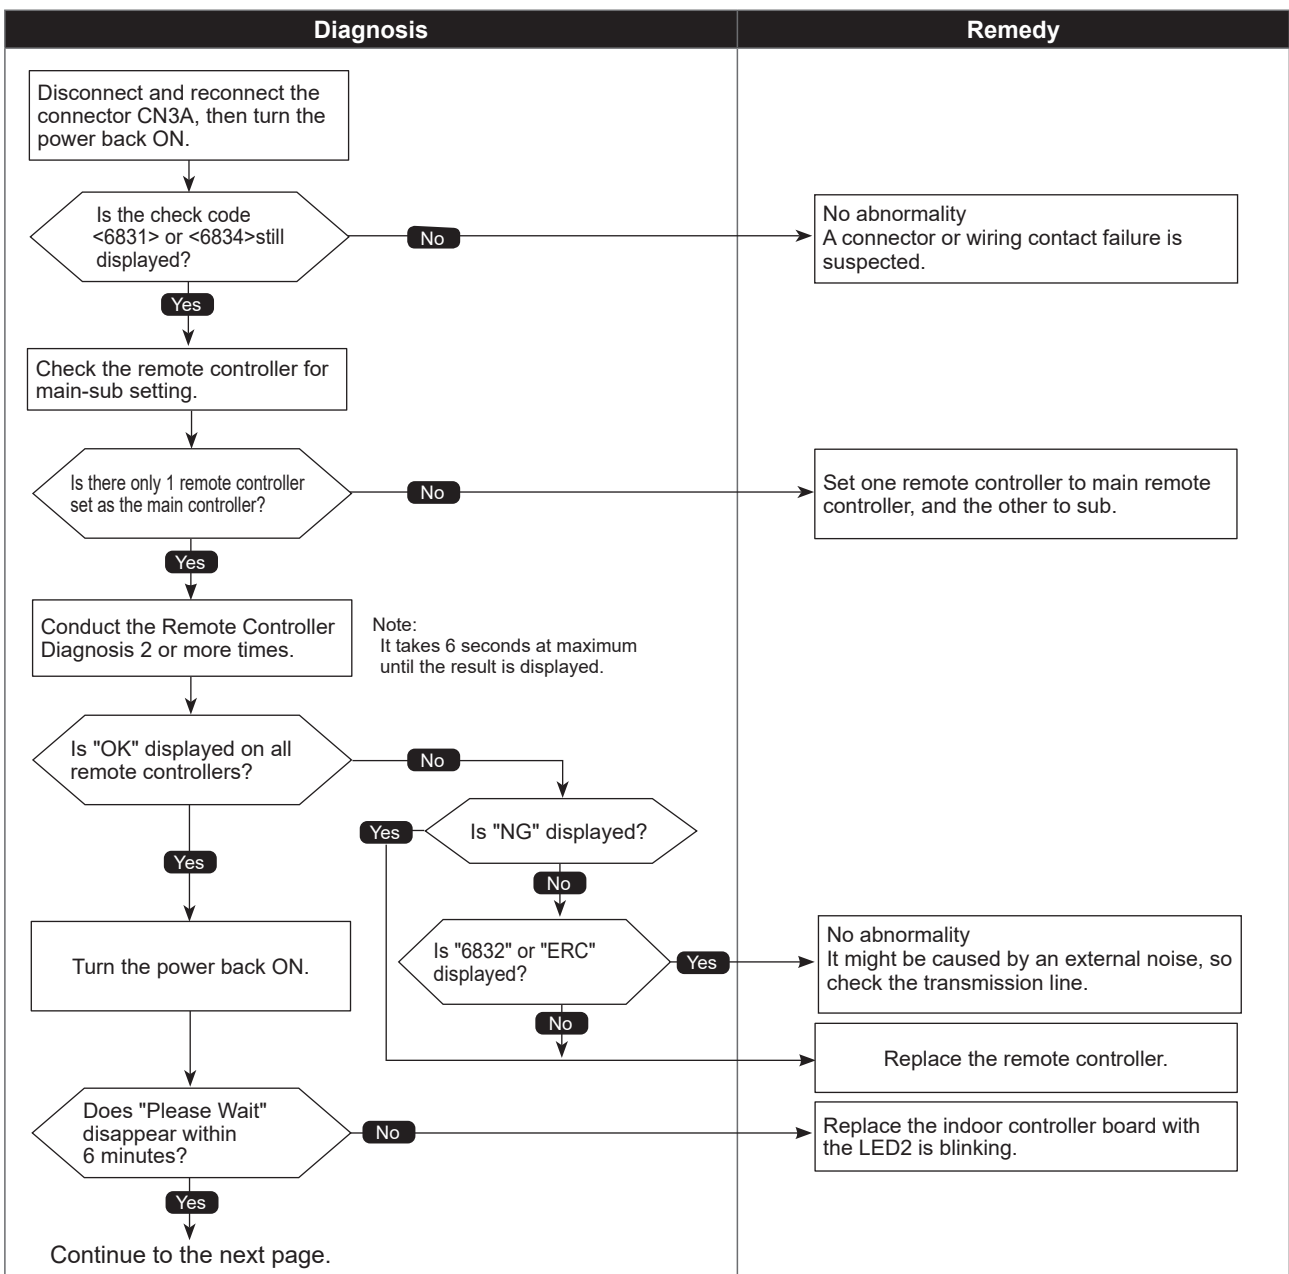 Diagnosis
Remedy
Disconnect and reconnect the
connector CN3A, then turn the
power back ON.
Is the check code
<6831> or <6834>still
displayed?
No
No abnormality
A connector or wiring contact failure is
suspected.
Yes
Check the remote controller for
main-sub setting.
Is there only 1 remote controller
set as the main controller?
No
Set one remote controller to main remote
controller, and the other to sub.
Yes
Conduct the Remote Controller
Diagnosis 2 or more times.
Note:
It takes 6 seconds at maximum
until the result is displayed.
Is "OK" displayed on all
remote controllers?
No
Is "NG" displayed?
Yes
Yes
No
Is "6832" or "ERC"
displayed?
Yes
No abnormality
It might be caused by an external noise, so
check the transmission line.
Turn the power back ON.
No
Replace the remote controller.
Does "Please Wait"
disappear within
6 minutes?
No
Replace the indoor controller board with
the LED2 is blinking.
Yes
Continue to the next page.